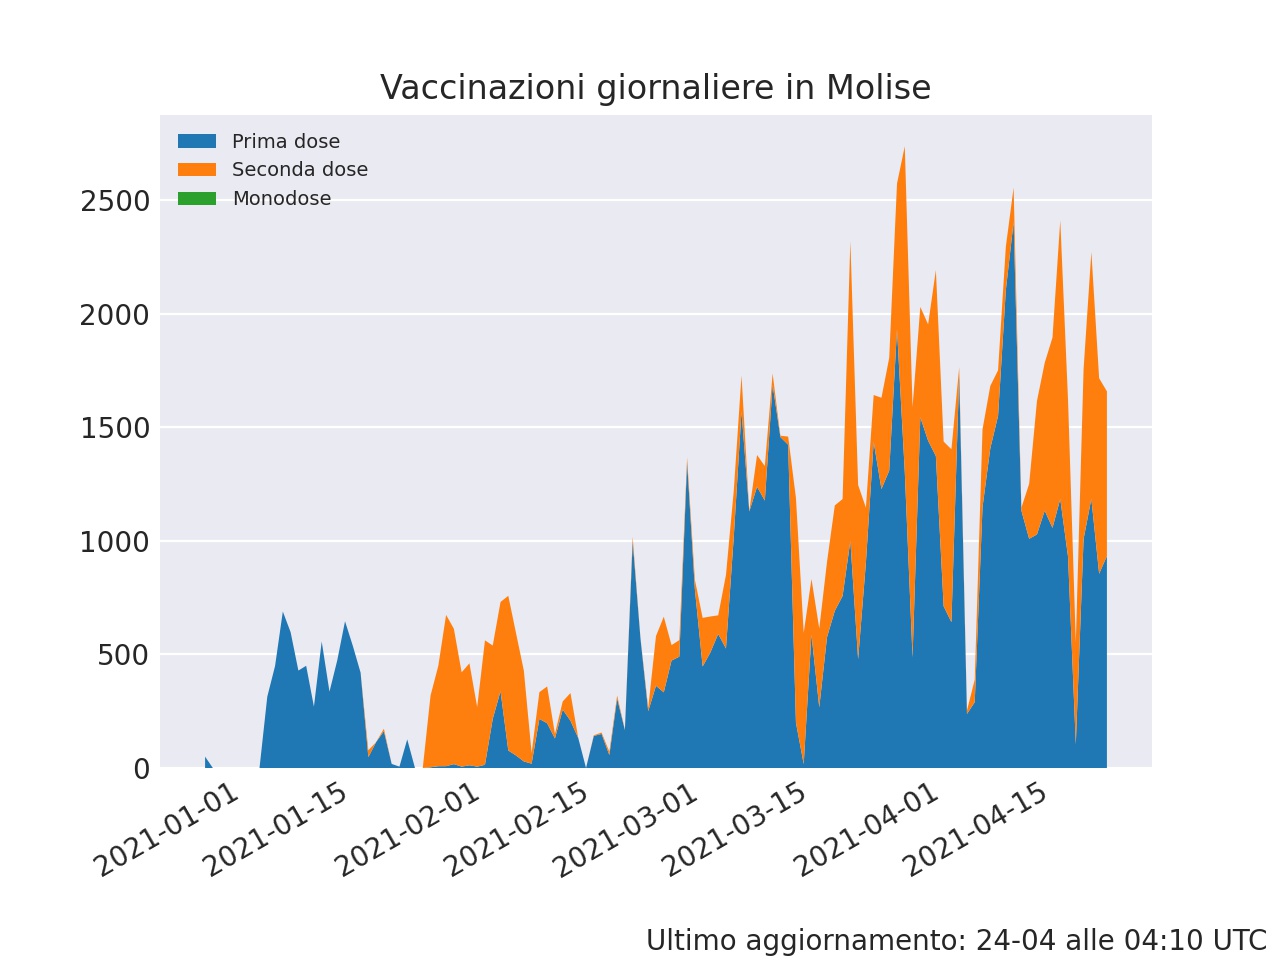 Vaccinazioni giornaliere in Molise
Prima dose
Seconda dose
Monodose
2500
2000
1500
1000
500
0
2021-01-01
2021-01-15
2021-02-01
2021-02-15
2021-03-01
2021-03-15
2021-04-01
2021-04-15
Ultimo aggiornamento: 24-04 alle 04:10 UTC